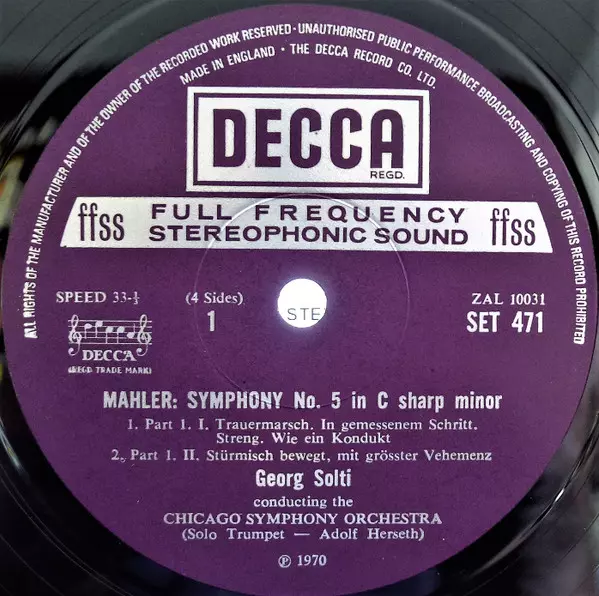 ALL RIGHTS OF THE MANUFACTURER AND OF THE OWNER OF THE RECORDED WORK RESERVED · UNAUTHORISED PUBLIC PERFORMANCE BROADCASTING AND COPYING OF THIS RECORD PROHIBITED
MADE IN ENGLAND · THE DECCA RECORD CO. LTD.
DECCA
REGD.
ffss FULL FREQUENCY STEREOPHONIC SOUND ffss
SPEED 33-⅓ (4 Sides) ZAL 10031
1 STE SET 471
DECCA
(REGD TRADE MARK)
MAHLER: SYMPHONY No. 5 in C sharp minor
1. Part 1. I. Trauermarsch. In gemessenem Schritt.
Streng. Wie ein Kondukt
2. Part 1. II. Stürmisch bewegt, mit grösster Vehemenz
Georg Solti
conducting the
CHICAGO SYMPHONY ORCHESTRA
(Solo Trumpet — Adolf Herseth)
℗ 1970